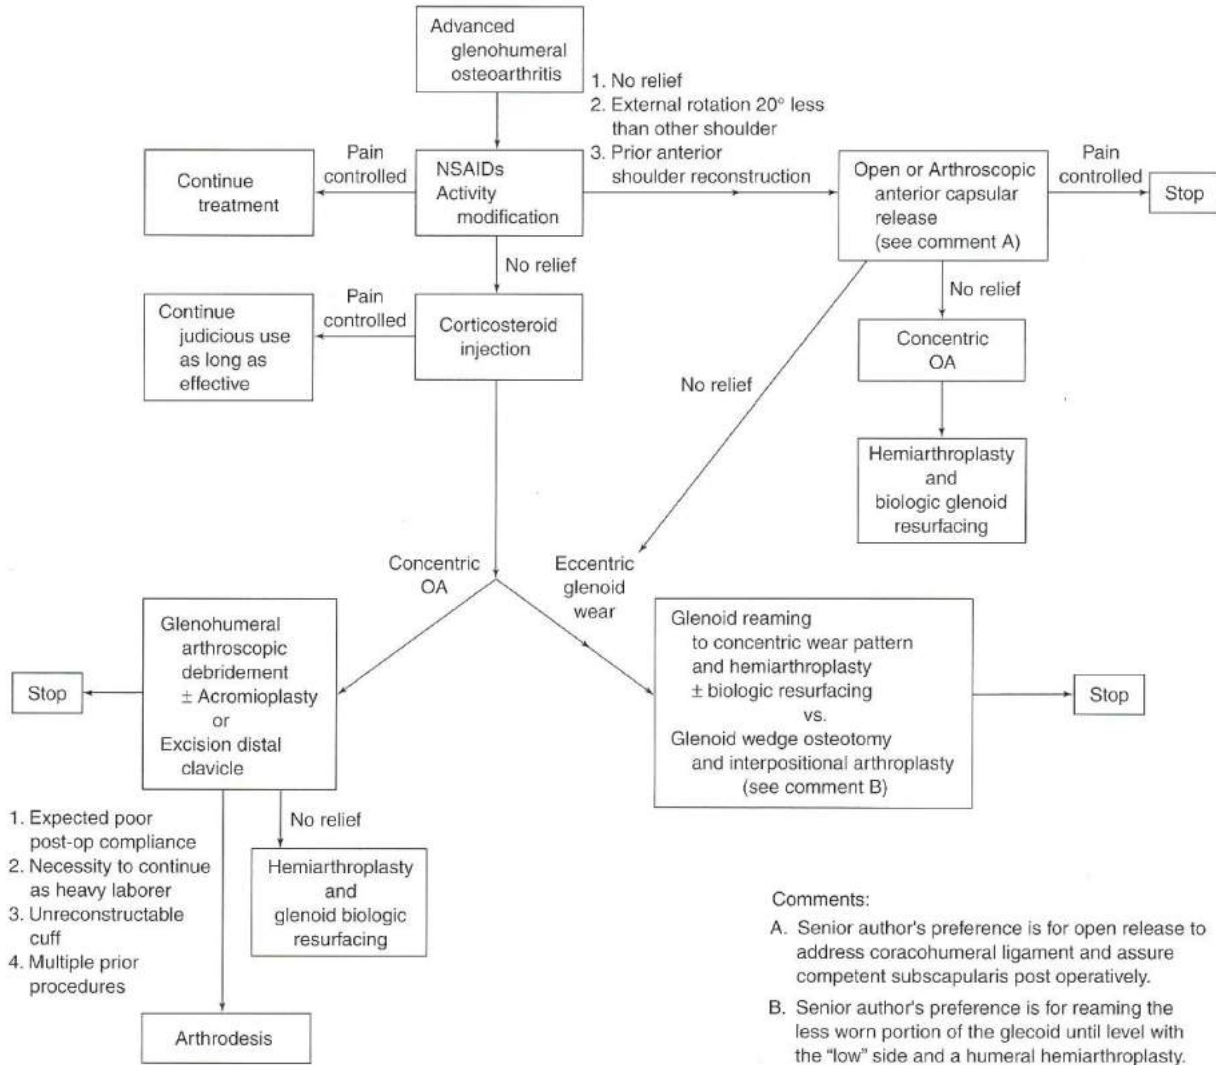 Advanced
glenohumeral
osteoarthritis
1. No relief
2. External rotation 20° less
than other shoulder
3. Prior anterior
shoulder reconstruction
Pain
controlled
Continue
treatment
NSAIDs
Activity
modification
Open or Arthroscopic
anterior capsular
release
(see comment A)
Pain
controlled
Stop
No relief
Pain
controlled
Continue
judicious use
as long as
effective
Corticosteroid
injection
No relief
Concentric
OA
No relief
Hemiarthroplasty
and
biologic glenoid
resurfacing
Concentric
OA
Eccentric
glenoid
wear
Glenohumeral
arthroscopic
debridement
± Acromioplasty
or
Excision distal
clavicle
Stop
Glenoid reaming
to concentric wear pattern
and hemiarthroplasty
± biologic resurfacing
vs.
Glenoid wedge osteotomy
and interpositional arthroplasty
(see comment B)
Stop
1. Expected poor
post-op compliance
2. Necessity to continue
as heavy laborer
3. Unreconstructable
cuff
4. Multiple prior
procedures
No relief
Hemiarthroplasty
and
glenoid biologic
resurfacing
Arthrodesis
Comments:
A. Senior author's preference is for open release to
address coracohumeral ligament and assure
competent subscapularis post operatively.
B. Senior author's preference is for reaming the
less worn portion of the glecoid until level with
the "low" side and a humeral hemiarthroplasty.